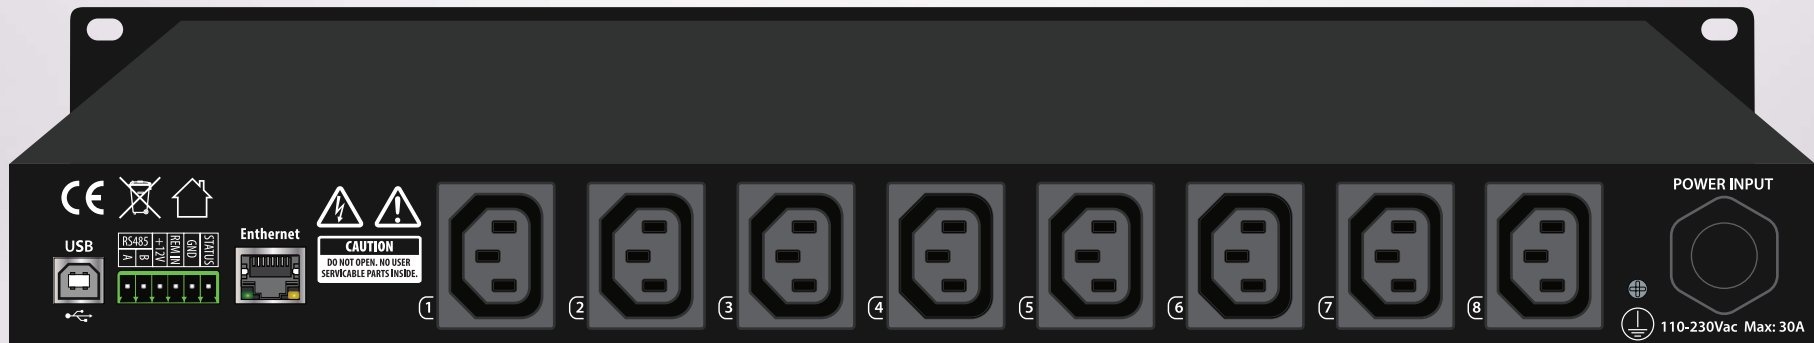 CE
USB
RS485
A
B
+12V
REM IN
GND
STATUS
Enthernet
CAUTION
DO NOT OPEN. NO USER
SERVICABLE PARTS INSIDE.
1
2
3
4
5
6
7
8
POWER INPUT
110-230Vac Max: 30A